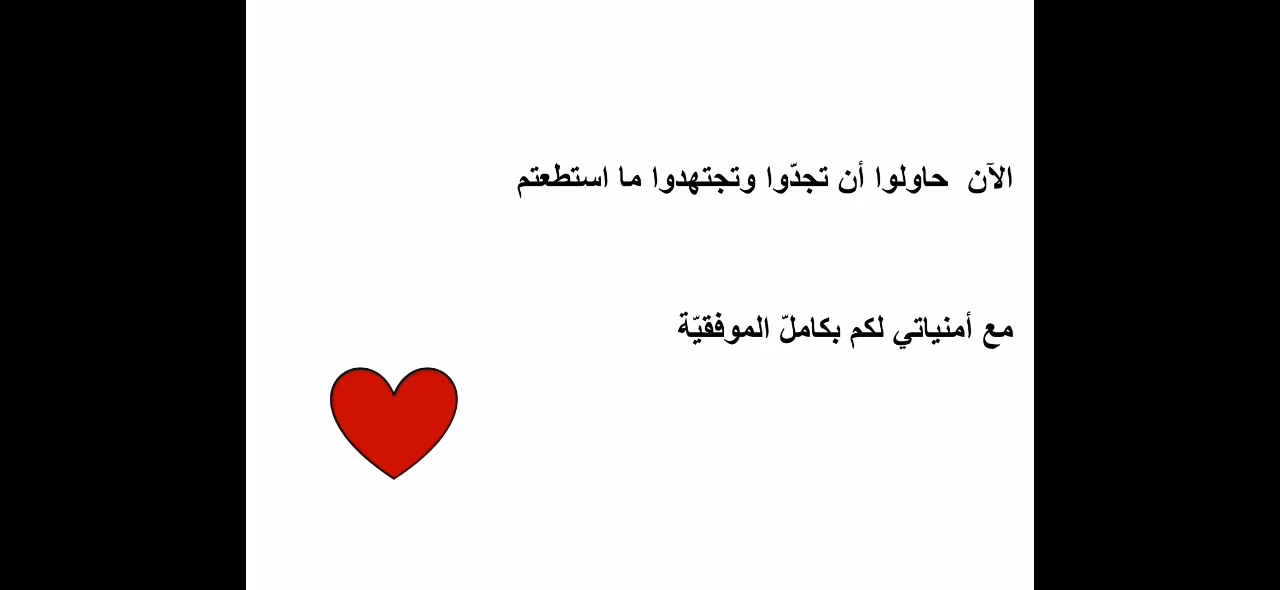 الآن  حاولوا أن تجدّوا وتجتهدوا ما استطعتم
مع أمنياتي لكم بكاملّ الموفقيّة